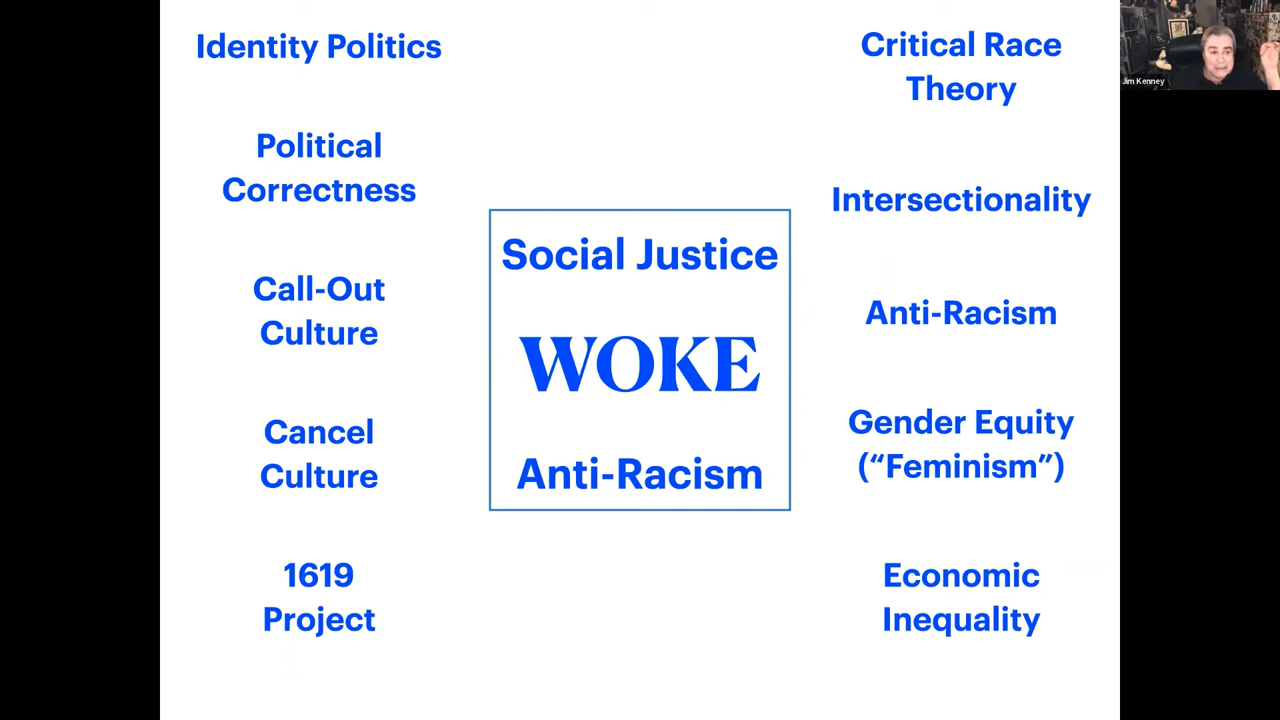 Identity Politics
Political
Correctness
Call-Out
Culture
Cancel
Culture
1619
Project
Social Justice
WOKE
Anti-Racism
Critical Race
Theory
Intersectionality
Anti-Racism
Gender Equity
(“Feminism”)
Economic
Inequality
Jim Kenney